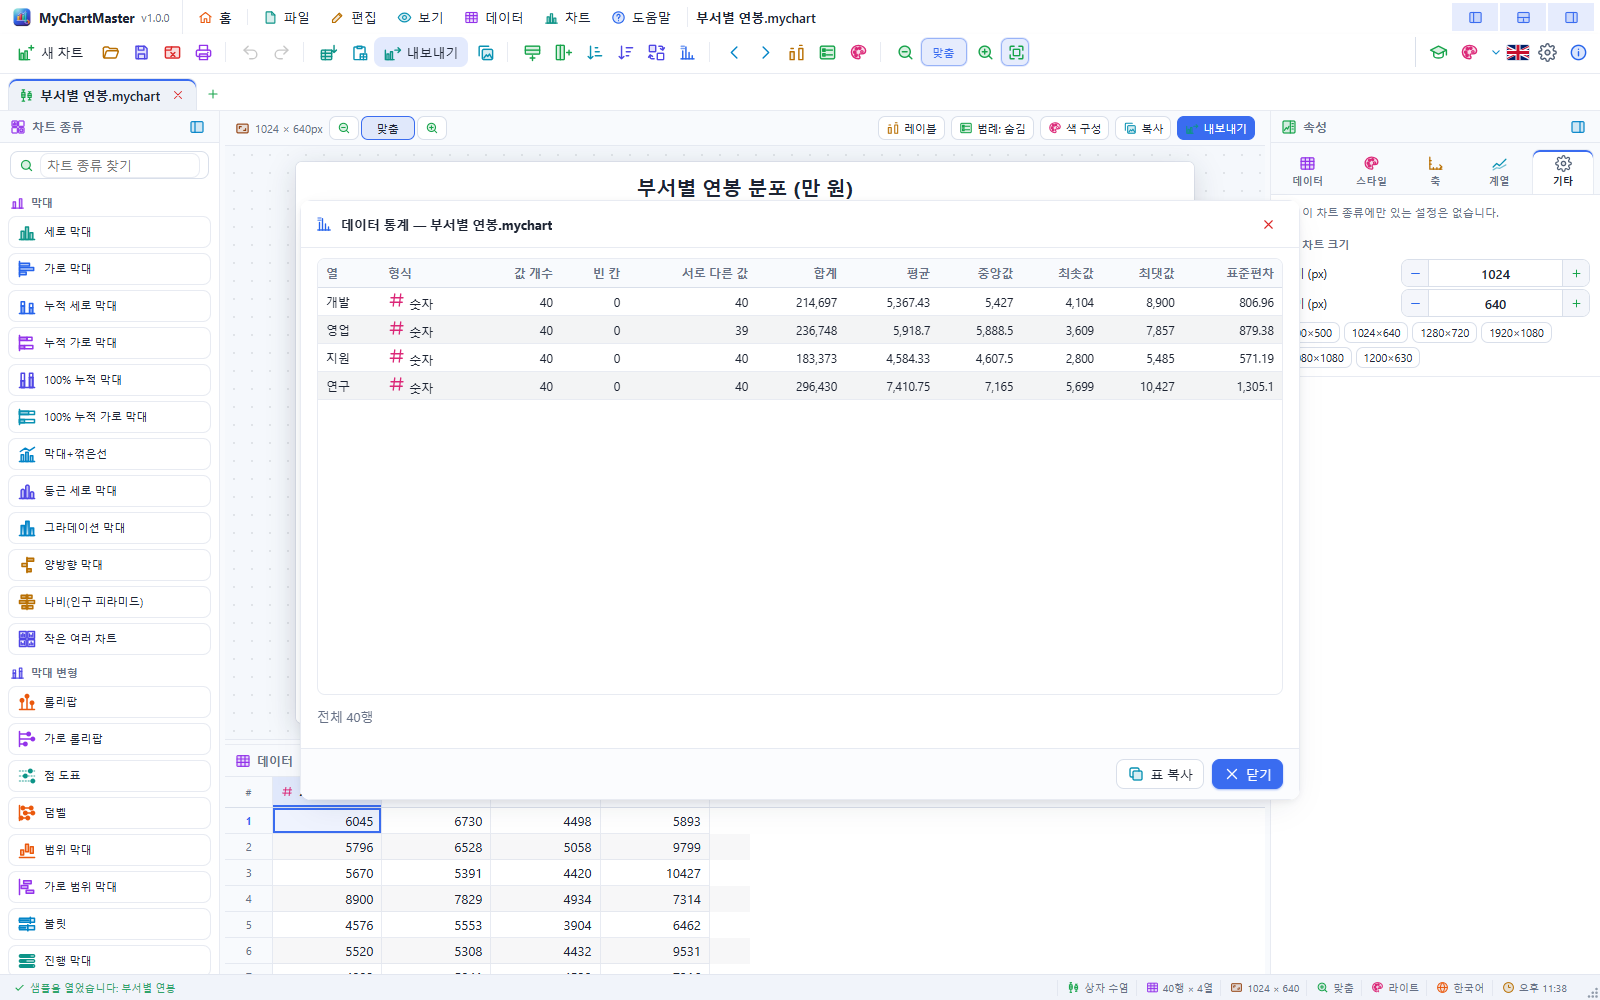 MyChartMaster v1.0.0 홈 파일 편집 보기 데이터 차트 도움말 부서별 연봉.mychart
새 차트 내보내기 맞춤
부서별 연봉.mychart
차트 종류
1024 × 640px 맞춤 레이블 범례: 숨김 색 구성 복사 내보내기
속성
차트 종류 찾기
막대
세로 막대
가로 막대
누적 세로 막대
누적 가로 막대
100% 누적 막대
100% 누적 가로 막대
막대+꺾은선
둥근 세로 막대
그라데이션 막대
양방향 막대
나비(인구 피라미드)
작은 여러 차트
막대 변형
롤리팝
가로 롤리팝
점 도표
덤벨
범위 막대
가로 범위 막대
불릿
진행 막대
부서별 연봉 분포 (만 원)
데이터 통계 — 부서별 연봉.mychart
열 형식 값 개수 빈 칸 서로 다른 값 합계 평균 중앙값 최솟값 최댓값 표준편차
개발 숫자 40 0 40 214,697 5,367.43 5,427 4,104 8,900 806.96
영업 숫자 40 0 39 236,748 5,918.7 5,888.5 3,609 7,857 879.38
지원 숫자 40 0 40 183,373 4,584.33 4,607.5 2,800 5,485 571.19
연구 숫자 40 0 40 296,430 7,410.75 7,165 5,699 10,427 1,305.1
전체 40행
표 복사 닫기
데이터 스타일 축 계열 기타
이 차트 종류에만 있는 설정은 없습니다.
차트 크기
(px) 1024
(px) 640
×500 1024×640 1280×720 1920×1080
×1080 1200×630
데이터
#
1 6045 6730 4498 5893
2 5796 6528 5058 9799
3 5670 5391 4420 10427
4 8900 7829 4934 7314
5 4576 5553 3904 6462
6 5520 5308 4432 9531
샘플을 열었습니다: 부서별 연봉
상자 수염 40행 × 4열 1024 × 640 맞춤 라이트 한국어 오후 11:38